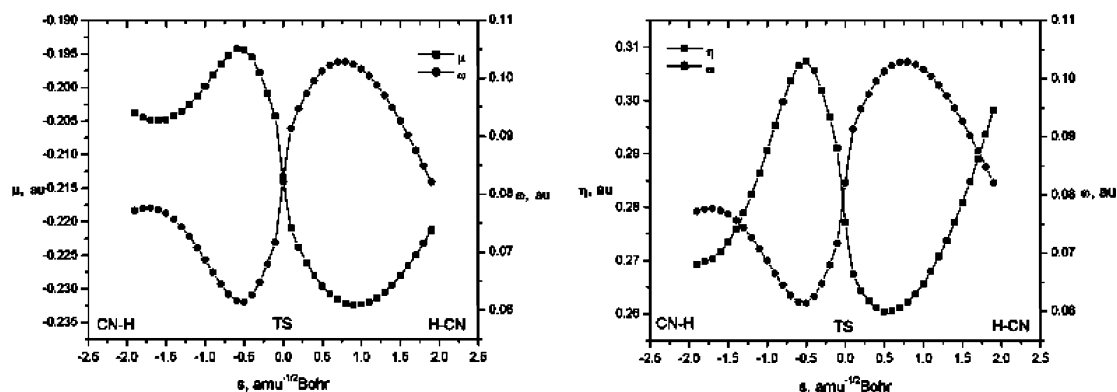 -0.190
-0.195
-0.200
-0.205
-0.210
-0.215
-0.220
-0.225
-0.230
-0.235
μ, au
μ
ω
0.11
0.10
0.09
0.08
0.07
0.06
ω, au
CN-H TS H-CN
-2.5 -2.0 -1.5 -1.0 -0.5 0.0 0.5 1.0 1.5 2.0 2.5
s, amu⁻¹/²Bohr
0.31
0.30
0.29
0.28
0.27
0.26
η, au
η
ω
0.11
0.10
0.09
0.08
0.07
0.06
ω, au
CN-H TS H-CN
-2.5 -2.0 -1.5 -1.0 -0.5 0.0 0.5 1.0 1.5 2.0 2.5
s, amu⁻¹/²Bohr